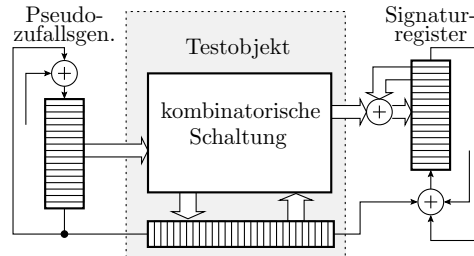 Pseudo-
zufallsgen.
Testobjekt
kombinatorische
Schaltung
Signatur-
register
+
+
+